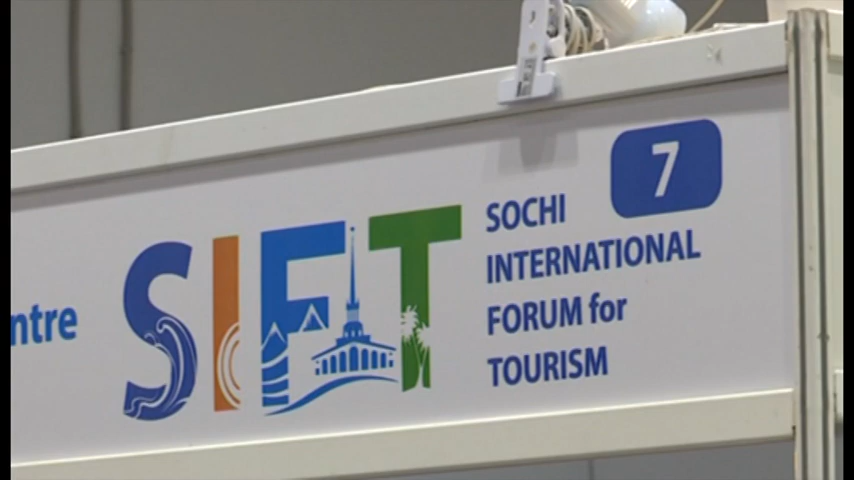 ntre
SIFT
7
SOCHI
INTERNATIONAL
FORUM for
TOURISM